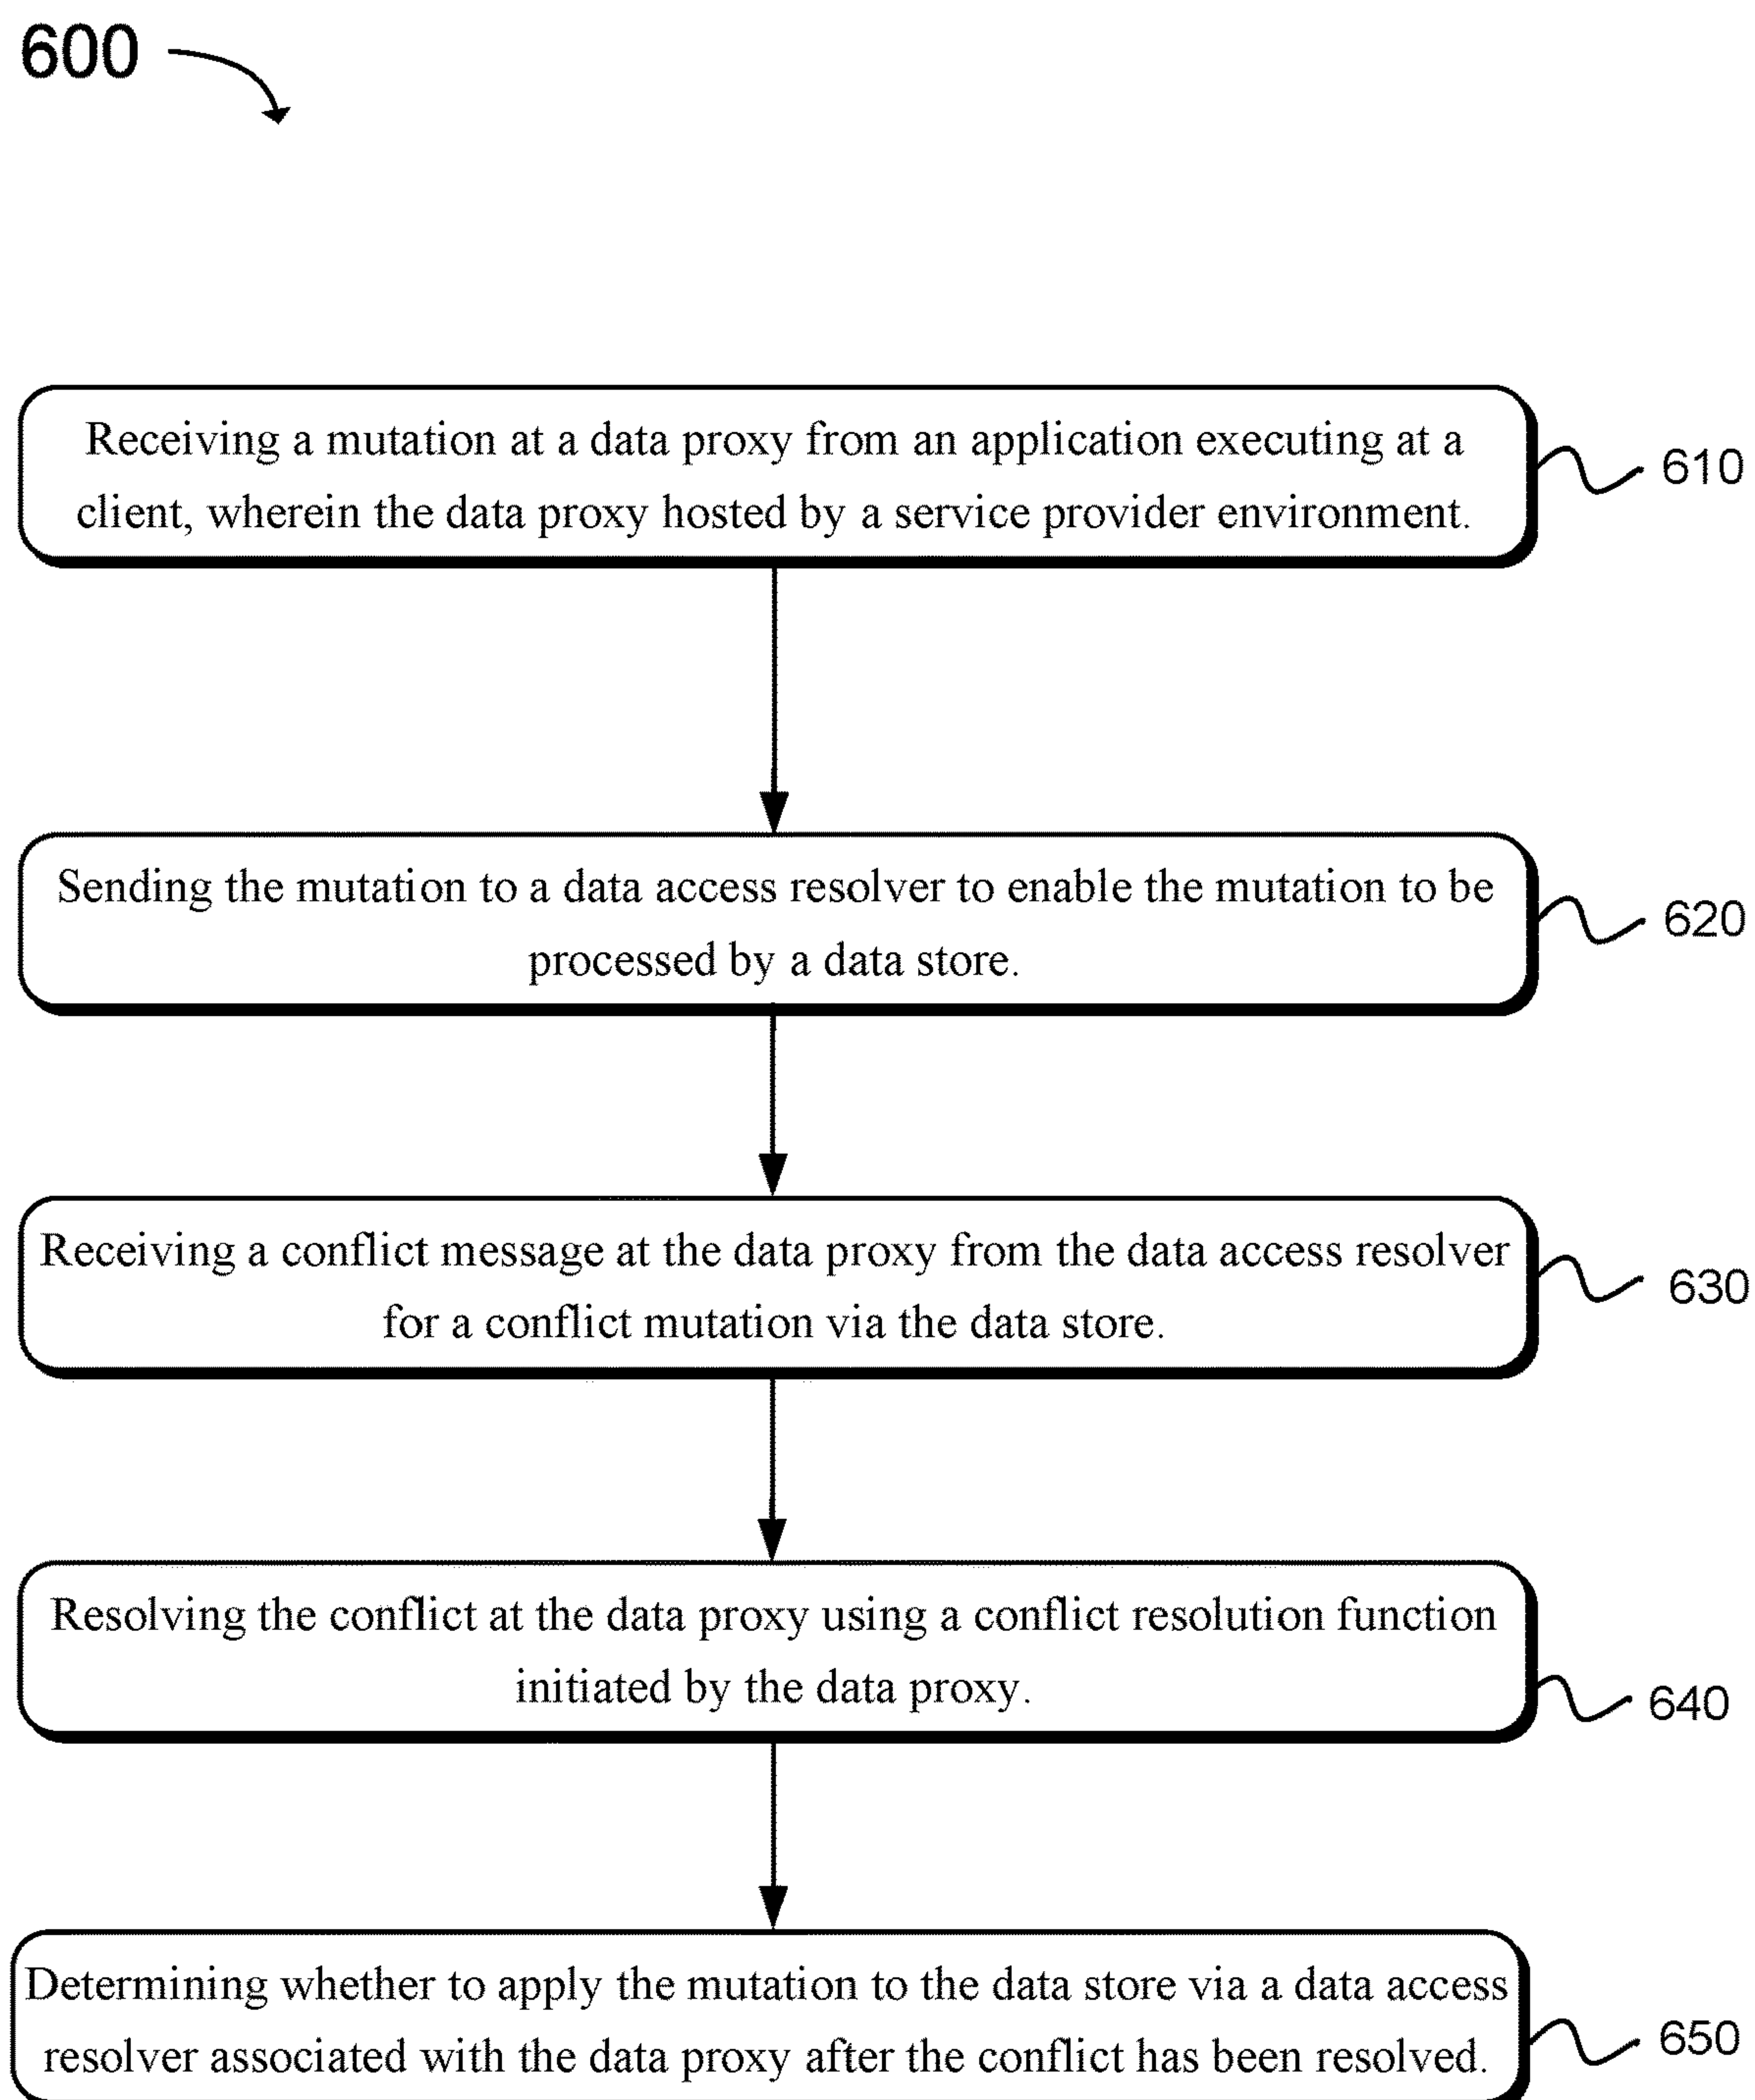 600
Receiving a mutation at a data proxy from an application executing at a
client, wherein the data proxy hosted by a service provider environment.
610
Sending the mutation to a data access resolver to enable the mutation to be
processed by a data store.
620
Receiving a conflict message at the data proxy from the data access resolver
for a conflict mutation via the data store.
630
Resolving the conflict at the data proxy using a conflict resolution function
initiated by the data proxy.
640
Determining whether to apply the mutation to the data store via a data access
resolver associated with the data proxy after the conflict has been resolved.
650